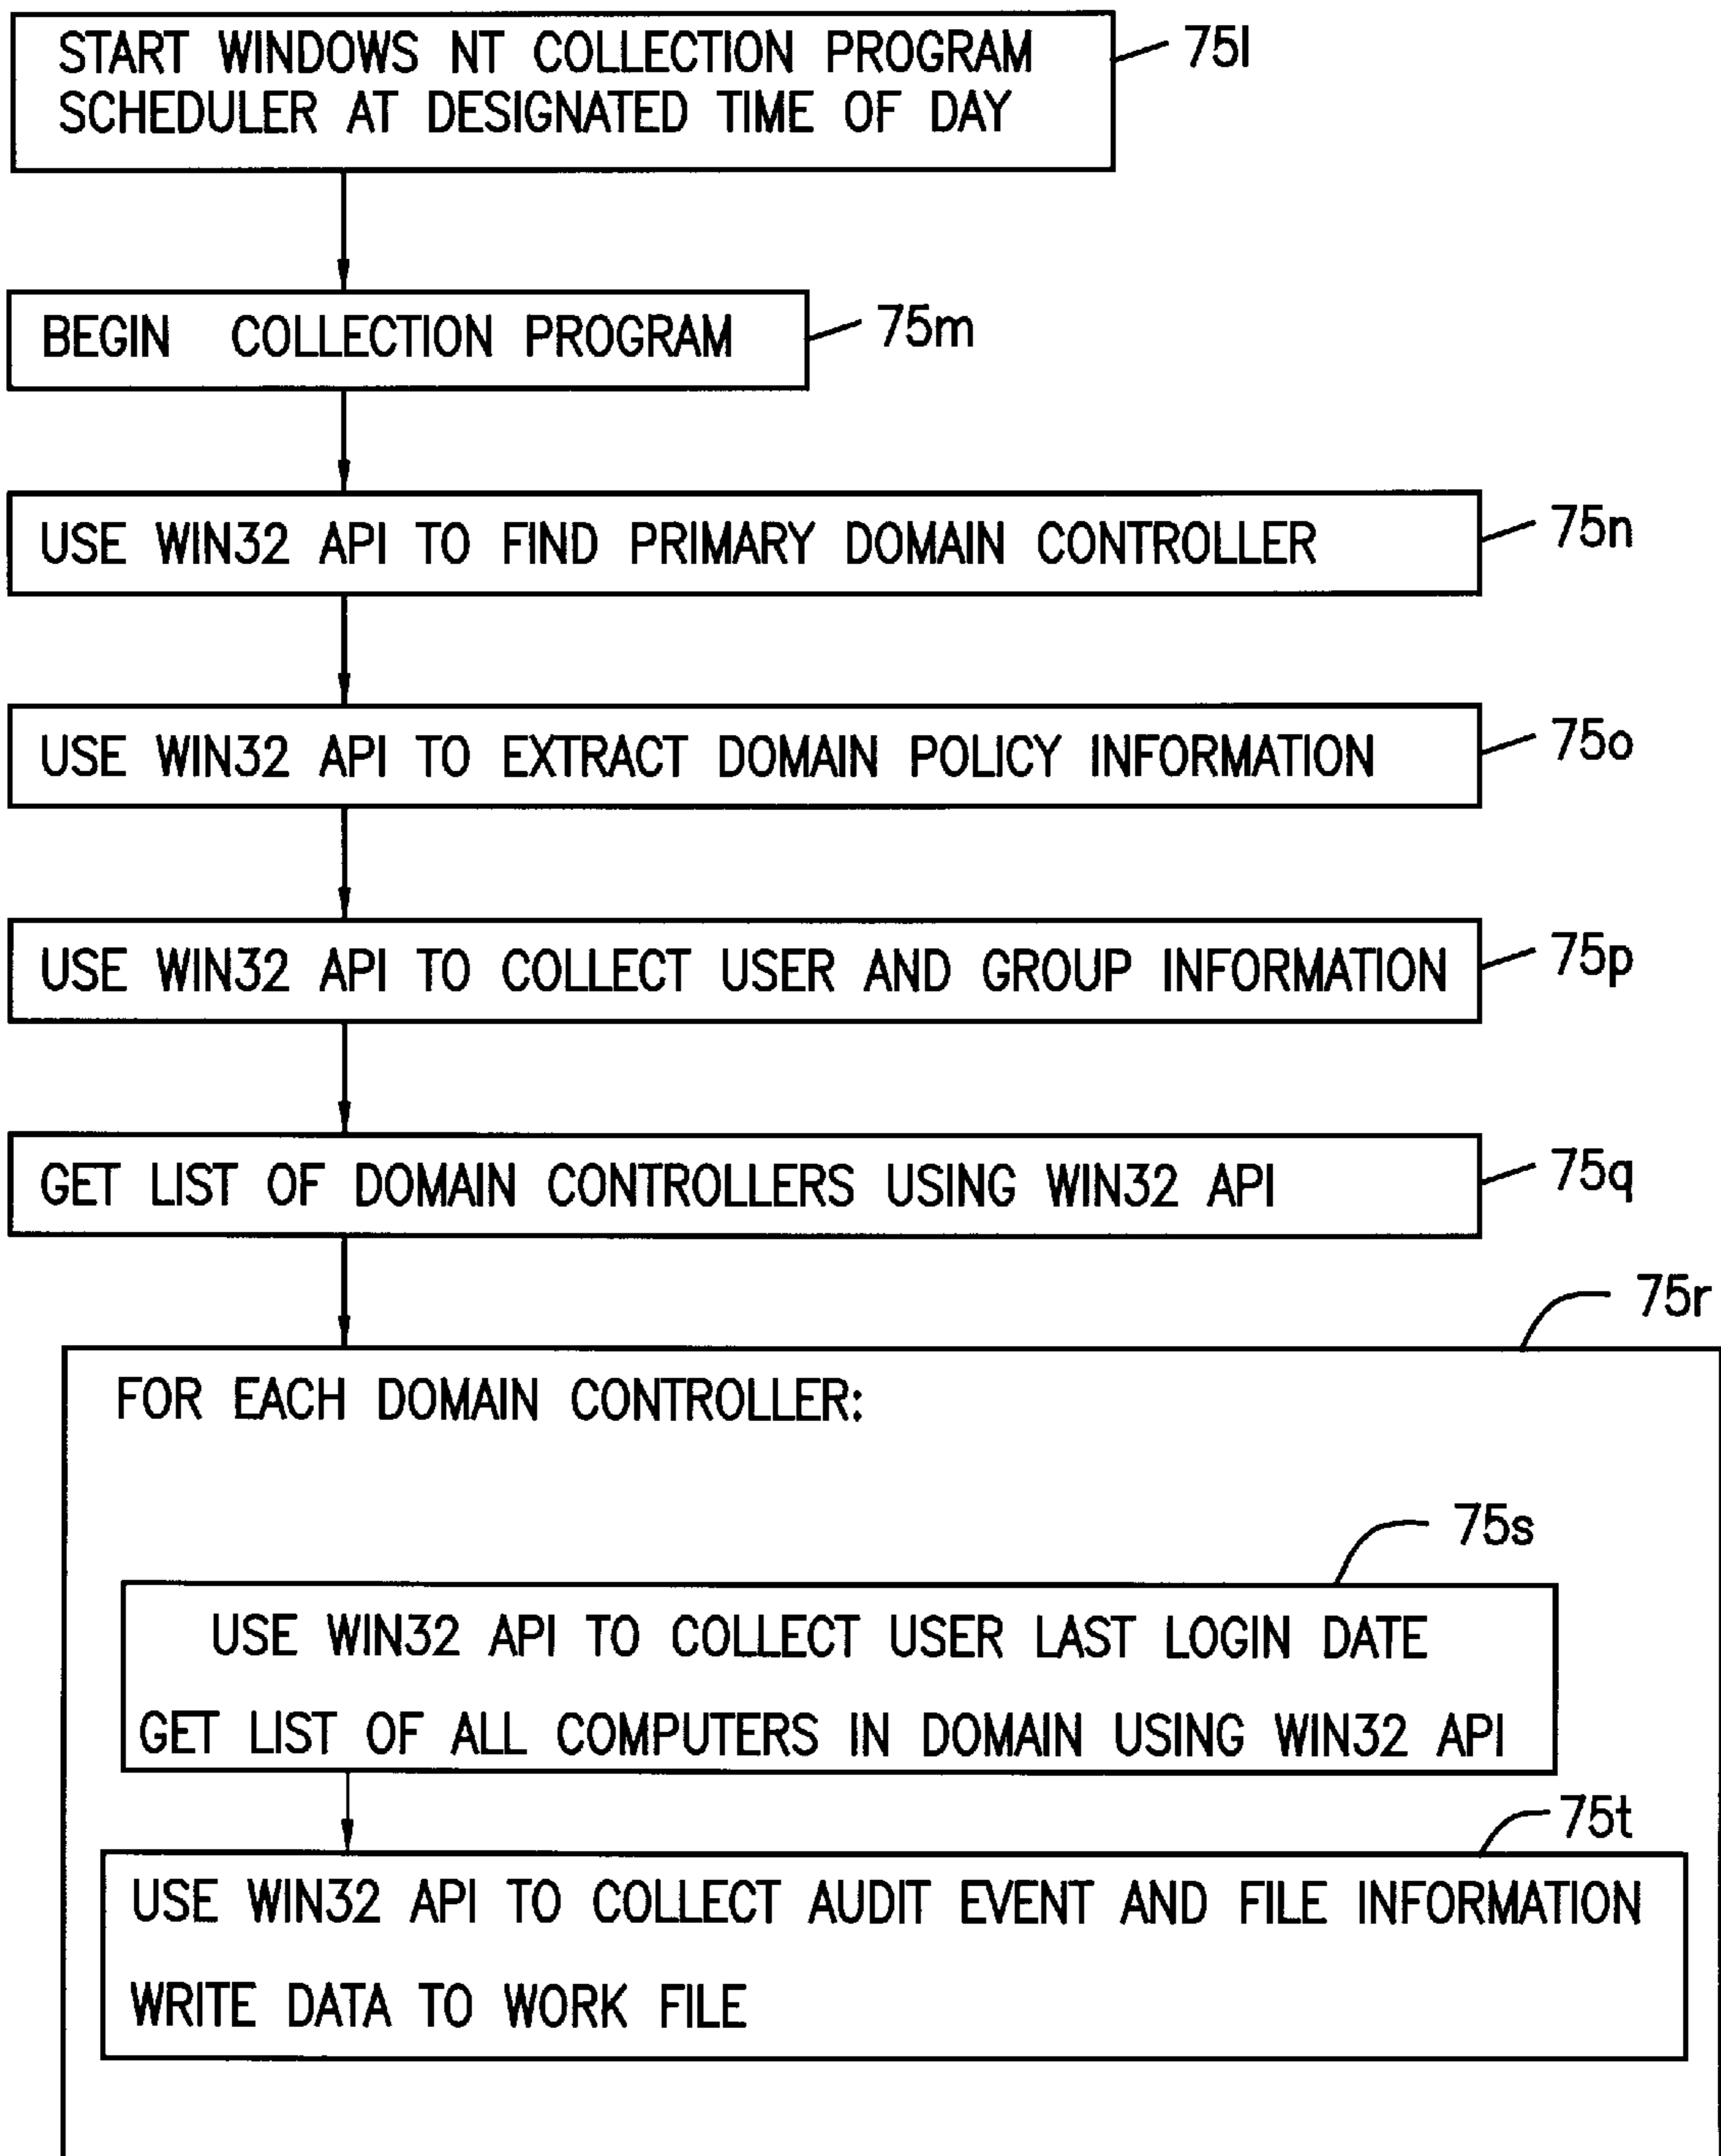 START WINDOWS NT COLLECTION PROGRAM
SCHEDULER AT DESIGNATED TIME OF DAY
75l
BEGIN COLLECTION PROGRAM
75m
USE WIN32 API TO FIND PRIMARY DOMAIN CONTROLLER
75n
USE WIN32 API TO EXTRACT DOMAIN POLICY INFORMATION
75o
USE WIN32 API TO COLLECT USER AND GROUP INFORMATION
75p
GET LIST OF DOMAIN CONTROLLERS USING WIN32 API
75q
75r
FOR EACH DOMAIN CONTROLLER:
75s
USE WIN32 API TO COLLECT USER LAST LOGIN DATE
GET LIST OF ALL COMPUTERS IN DOMAIN USING WIN32 API
75t
USE WIN32 API TO COLLECT AUDIT EVENT AND FILE INFORMATION
WRITE DATA TO WORK FILE